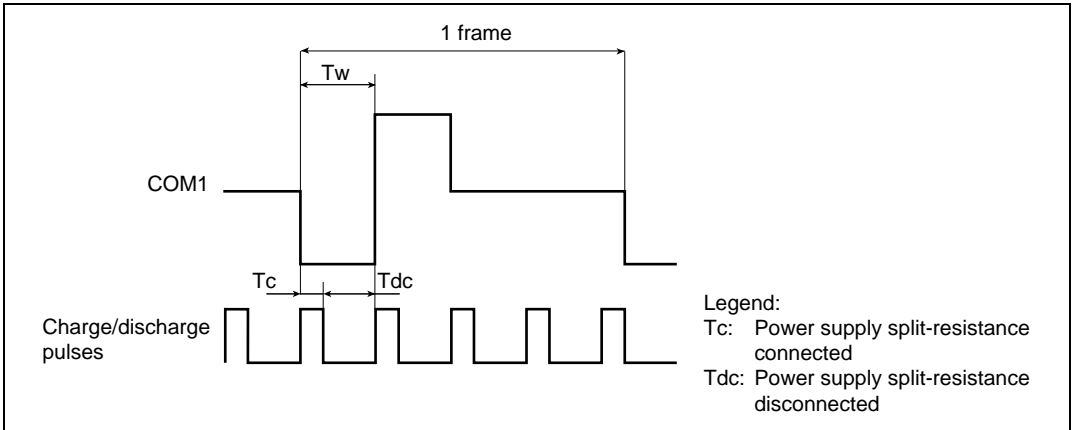 1 frame
Tw
COM1
Tc
Tdc
Charge/discharge
pulses
Legend:
Tc: Power supply split-resistance
connected
Tdc: Power supply split-resistance
disconnected